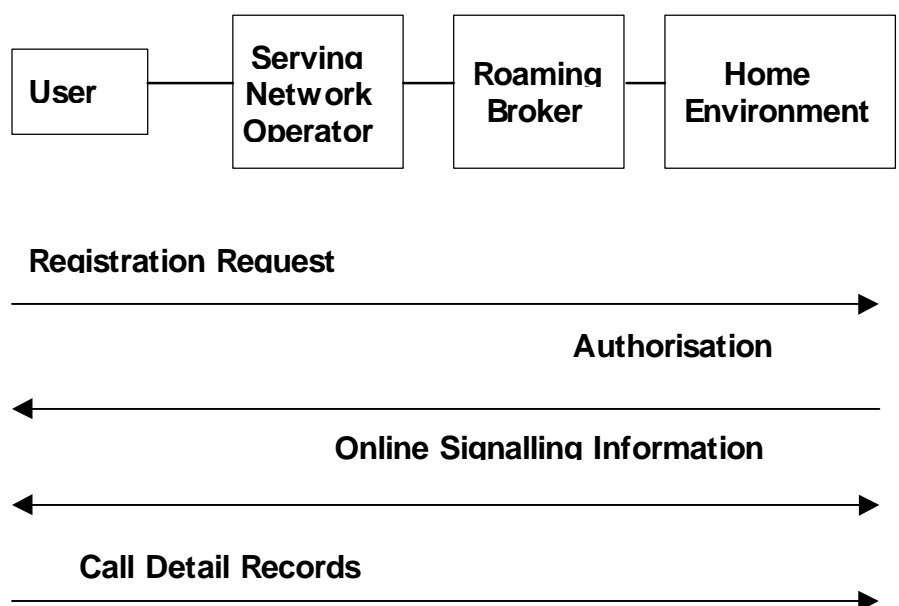 User
Serving
Network
Operator
Roaming
Broker
Home
Environment
Registration Request
Authorisation
Online Signalling Information
Call Detail Records